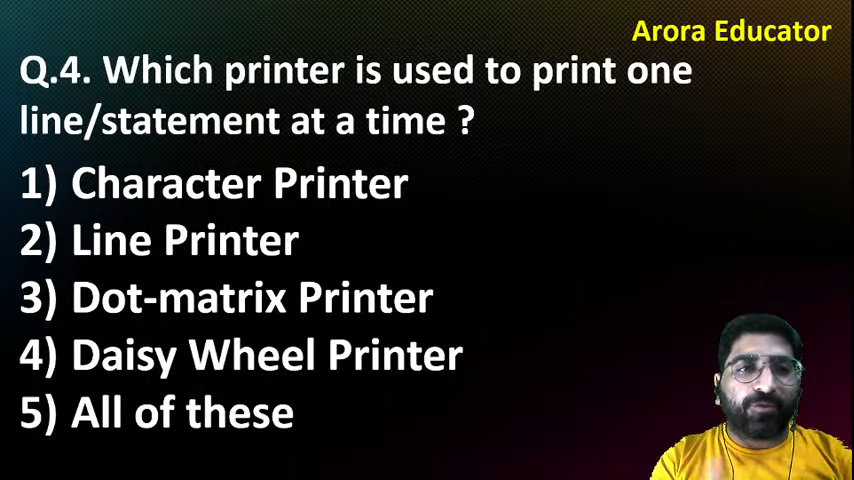 Arora Educator
Q.4. Which printer is used to print one
line/statement at a time ?
1) Character Printer
2) Line Printer
3) Dot-matrix Printer
4) Daisy Wheel Printer
5) All of these